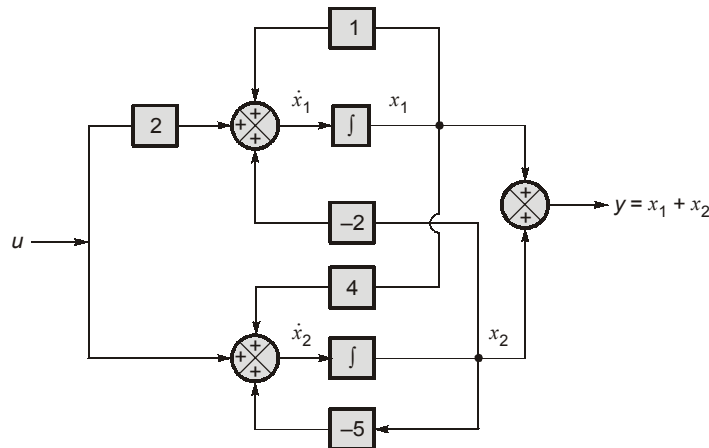 1
ẋ1
x1
+
+
+
2
∫
+
+
y = x1 + x2
–2
u
4
ẋ2
x2
+
+
+
∫
–5